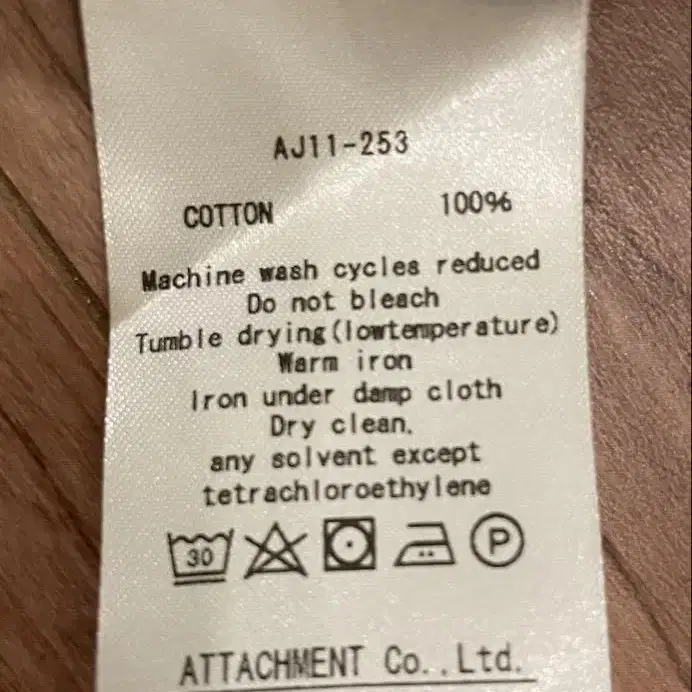 AJ11-253
COTTON 100%
Machine wash cycles reduced
Do not bleach
Tumble drying(lowtemperature)
Warm iron
Iron under damp cloth
Dry clean.
any solvent except
tetrachloroethylene
30 P
ATTACHMENT Co.,Ltd.